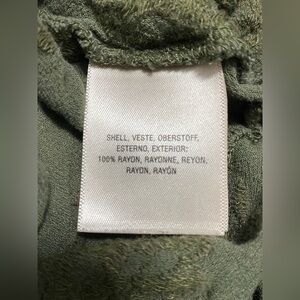 SHELL, VESTE, OBERSTOFF,
ESTERNO, EXTERIOR:
100% RAYON, RAYONNE, REYON,
RAYON, RAYÓN